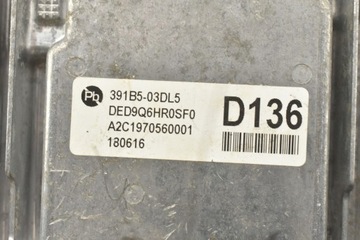 Pb
391B5-03DL5
DED9Q6HR0SF0
A2C1970560001
180616
D136